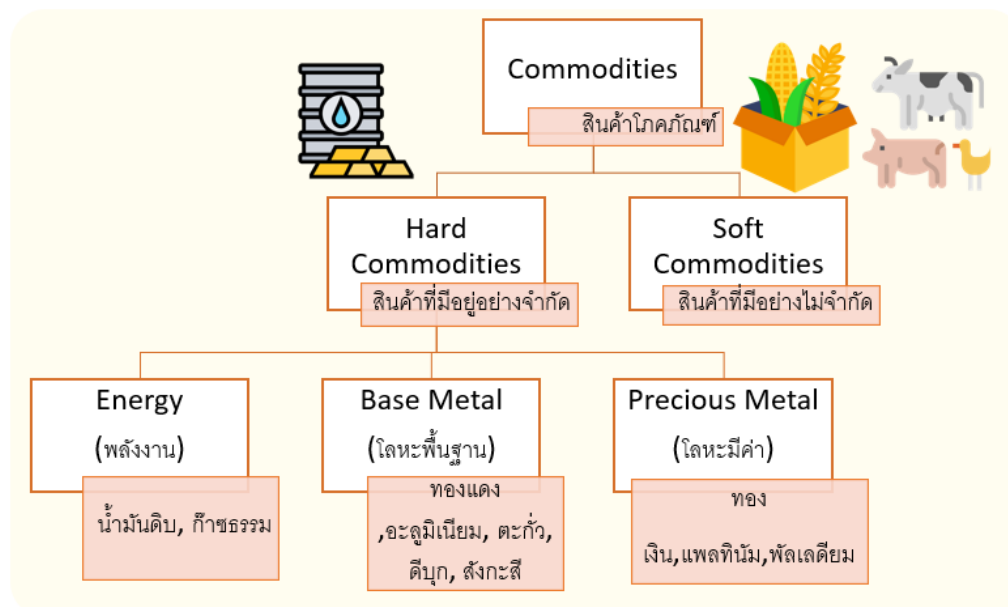 Commodities
สินค้าโภคภัณฑ์
Hard
Commodities
สินค้าที่มีอยู่อย่างจำกัด
Soft
Commodities
สินค้าที่มีอย่างไม่จำกัด
Energy
(พลังงาน)
น้ำมันดิบ, ก๊าซธรรม
Base Metal
(โลหะพื้นฐาน)
ทองแดง
,อะลูมิเนียม, ตะกั่ว,
ดีบุก, สังกะสี
Precious Metal
(โลหะมีค่า)
ทอง
เงิน,แพลทินัม,พัลเลดียม